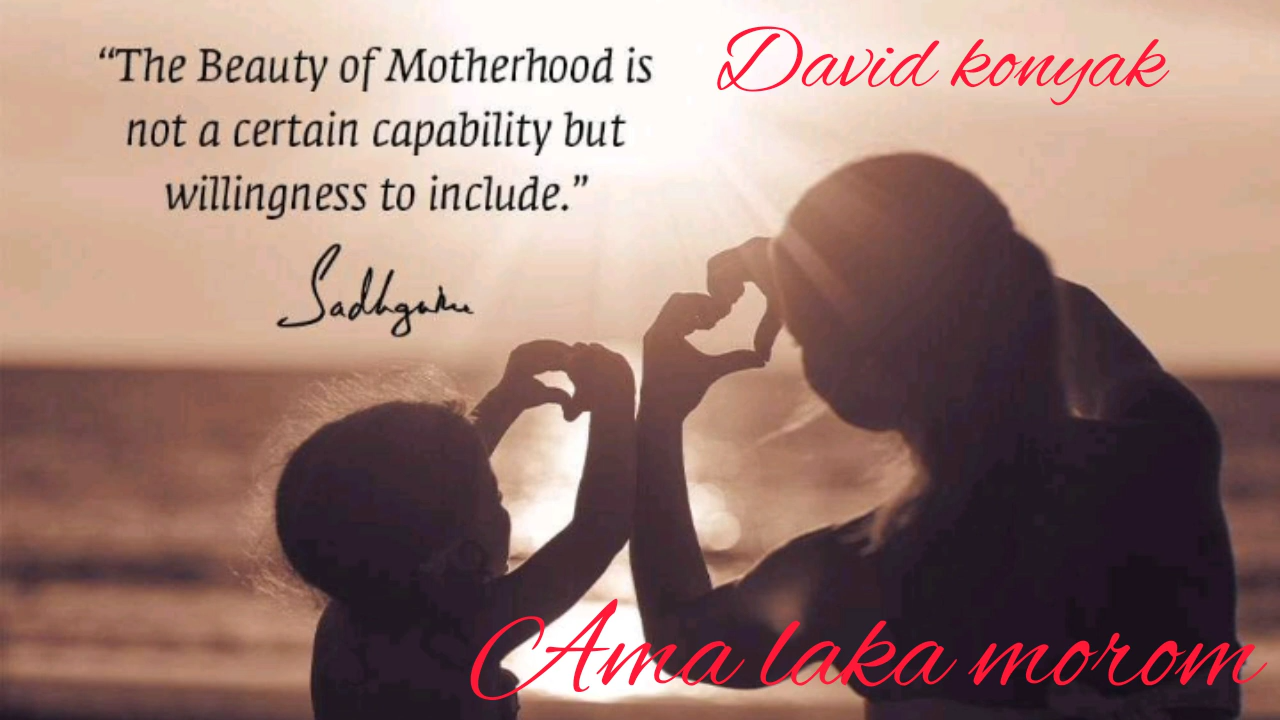 “The Beauty of Motherhood is
not a certain capability but
willingness to include.”
Sadhguru
David konyak
Ama laka morom